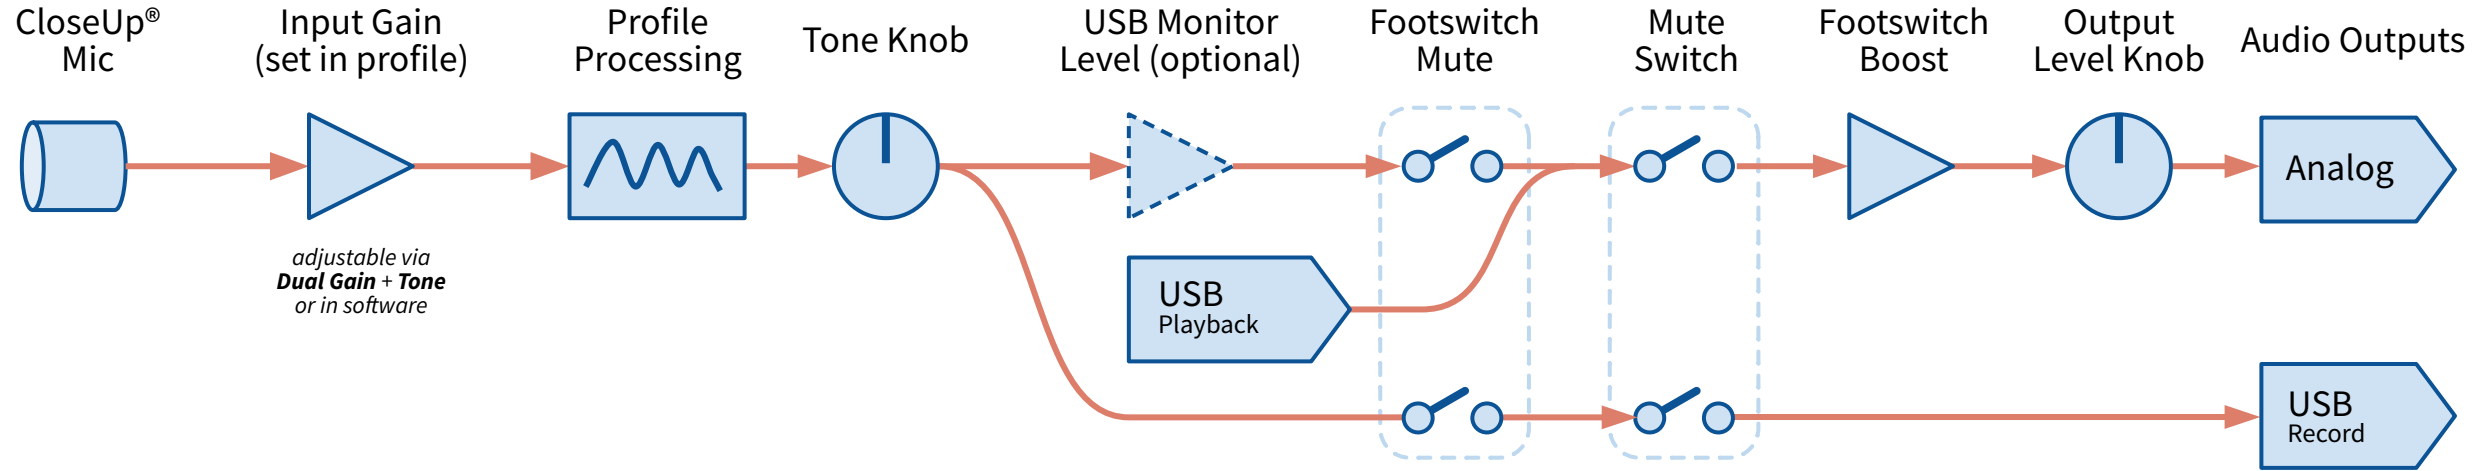 CloseUp®
Mic
Input Gain
(set in profile)
Profile
Processing
Tone Knob
USB Monitor
Level (optional)
Footswitch
Mute
Mute
Switch
Footswitch
Boost
Output
Level Knob
Audio Outputs
Analog
adjustable via
Dual Gain + Tone
or in software
USB
Playback
USB
Record